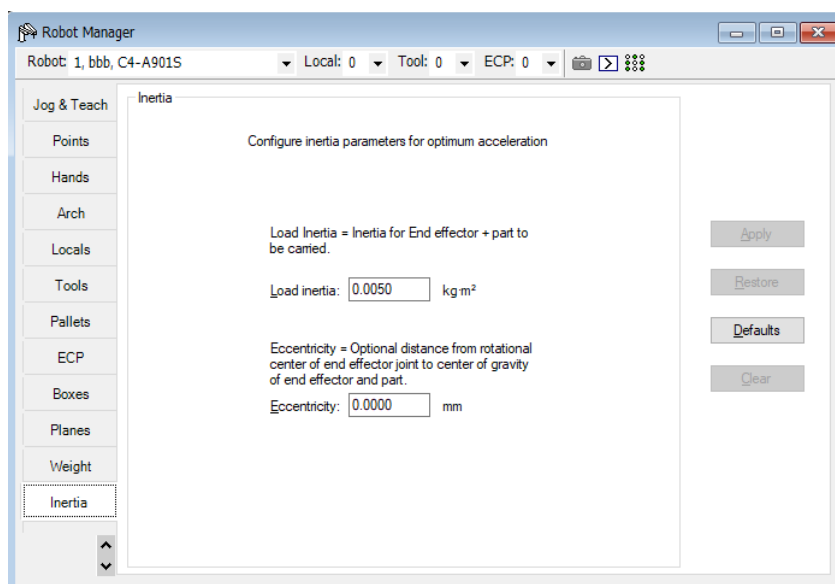 Robot Manager
Robot: 1, bbb, C4-A901S Local: 0 Tool: 0 ECP: 0
Jog & Teach
Points
Hands
Arch
Locals
Tools
Pallets
ECP
Boxes
Planes
Weight
Inertia
Inertia
Configure inertia parameters for optimum acceleration
Load Inertia = Inertia for End effector + part to
be carried.
Load inertia: 0.0050 kg·m²
Eccentricity = Optional distance from rotational
center of end effector joint to center of gravity
of end effector and part.
Eccentricity: 0.0000 mm
Apply
Restore
Defaults
Clear